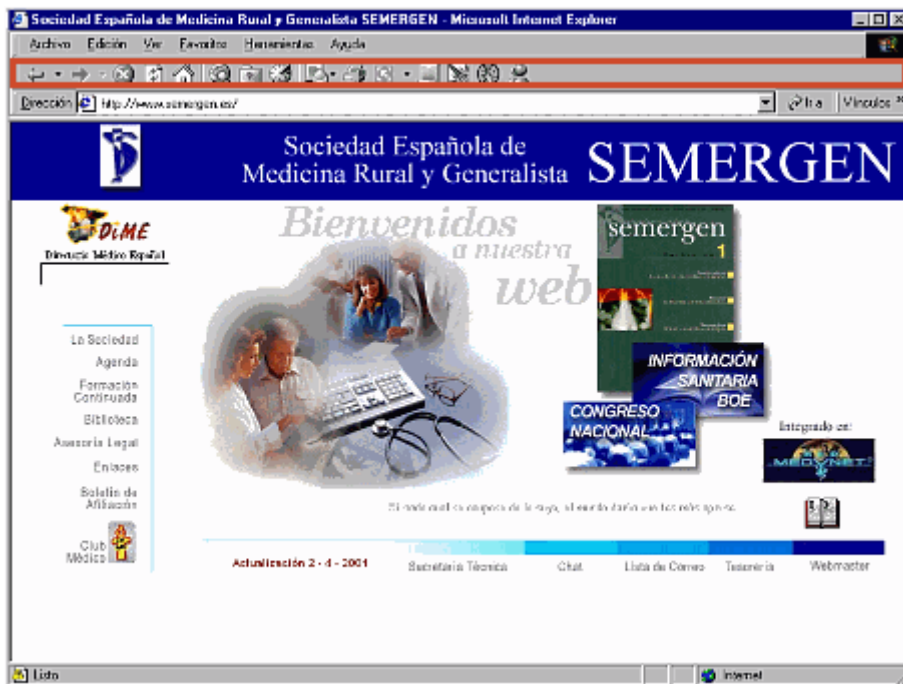 Sociedad Española de Medicina Rural y Generalista SEMERGEN - Microsoft Internet Explorer
Archivo Edición Ver Favoritos Herramientas Ayuda
Dirección http://www.semergen.es/ Ir a Vínculos »
Sociedad Española de
Medicina Rural y Generalista SEMERGEN
DiME
Directorio Médico Español
Bienvenidos
a nuestra
web
semergen
1
La Sociedad
Agenda
Formación
Continuada
Biblioteca
Asesoría Legal
Enlaces
Boletín de
Afiliación
Club
Médico
INFORMACIÓN
SANITARIA
BOE
CONGRESO
NACIONAL
Integrado en:
MEDYNET
Actualización 2 - 4 - 2001 Secretaría Técnica Chat Lista de Correo Tesorería Webmaster
Listo Internet